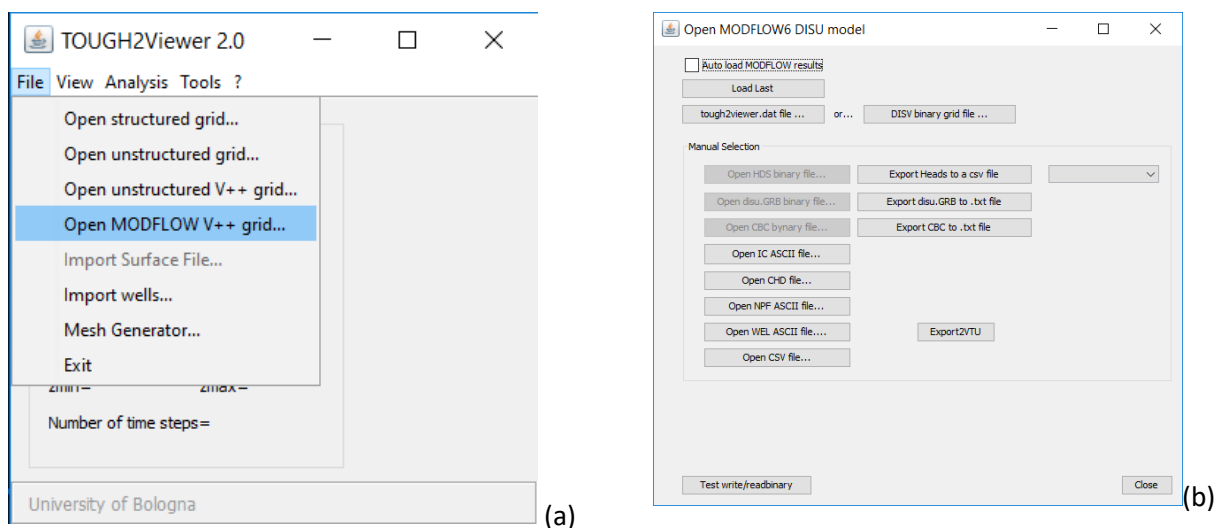 TOUGH2Viewer 2.0
File View Analysis Tools ?
Open structured grid...
Open unstructured grid...
Open unstructured V++ grid...
Open MODFLOW V++ grid...
Import Surface File...
Import wells...
Mesh Generator...
Exit
zmin= zmax=
Number of time steps=
University of Bologna
(a)
Open MODFLOW6 DISU model
Auto load MODFLOW results
Load Last
tough2viewer.dat file ... or... DISV binary grid file ...
Manual Selection
Open HDS binary file... Export Heads to a csv file
Open disu.GRB binary file... Export disu.GRB to .txt file
Open CBC bynary file... Export CBC to .txt file
Open IC ASCII file...
Open CHD file...
Open NPF ASCII file...
Open WEL ASCII file.... Export2VTU
Open CSV file...
Test write/readbinary Close
(b)